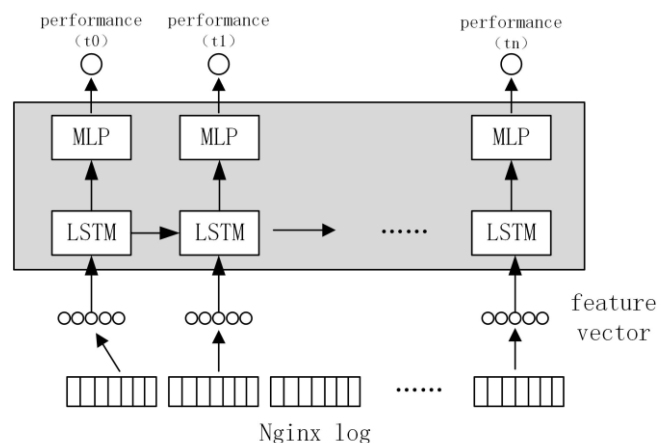 performance
(t0)
performance
(t1)
performance
(tn)
MLP
MLP
MLP
LSTM
LSTM
……
LSTM
feature
vector
……
Nginx log